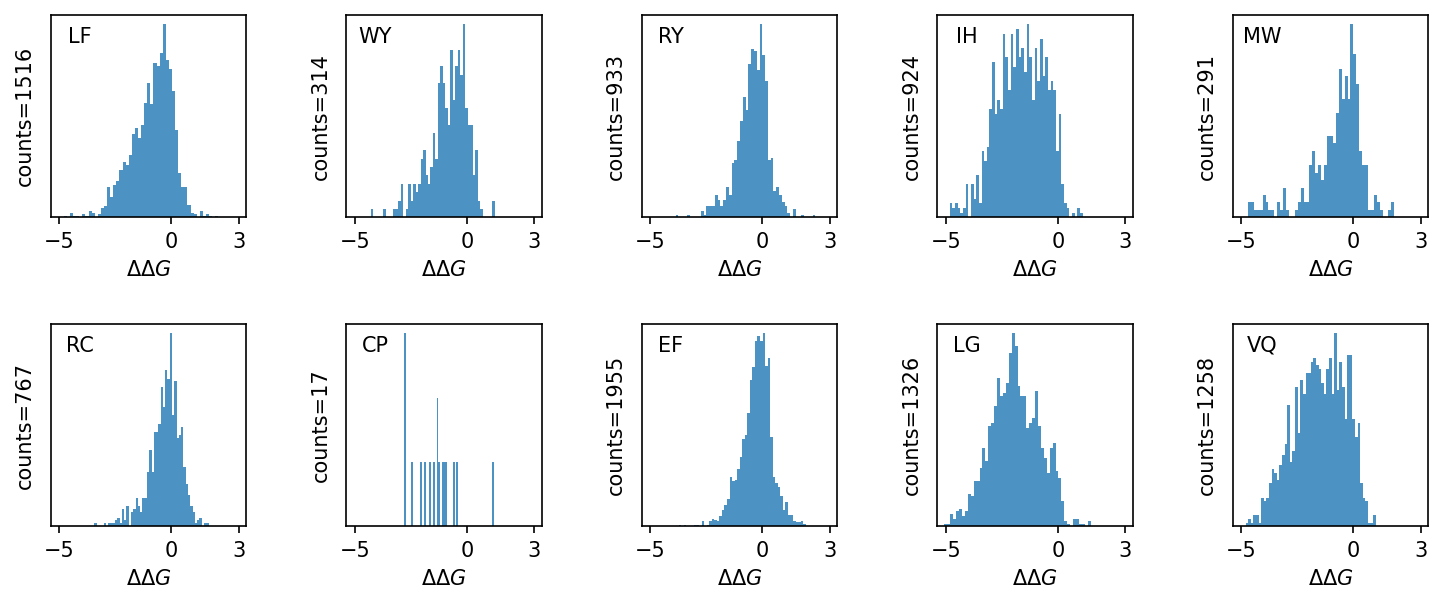 LF
counts=1516
−5 0 3
ΔΔG
WY
counts=314
−5 0 3
ΔΔG
RY
counts=933
−5 0 3
ΔΔG
IH
counts=924
−5 0 3
ΔΔG
MW
counts=291
−5 0 3
ΔΔG
RC
counts=767
−5 0 3
ΔΔG
CP
counts=17
−5 0 3
ΔΔG
EF
counts=1955
−5 0 3
ΔΔG
LG
counts=1326
−5 0 3
ΔΔG
VQ
counts=1258
−5 0 3
ΔΔG